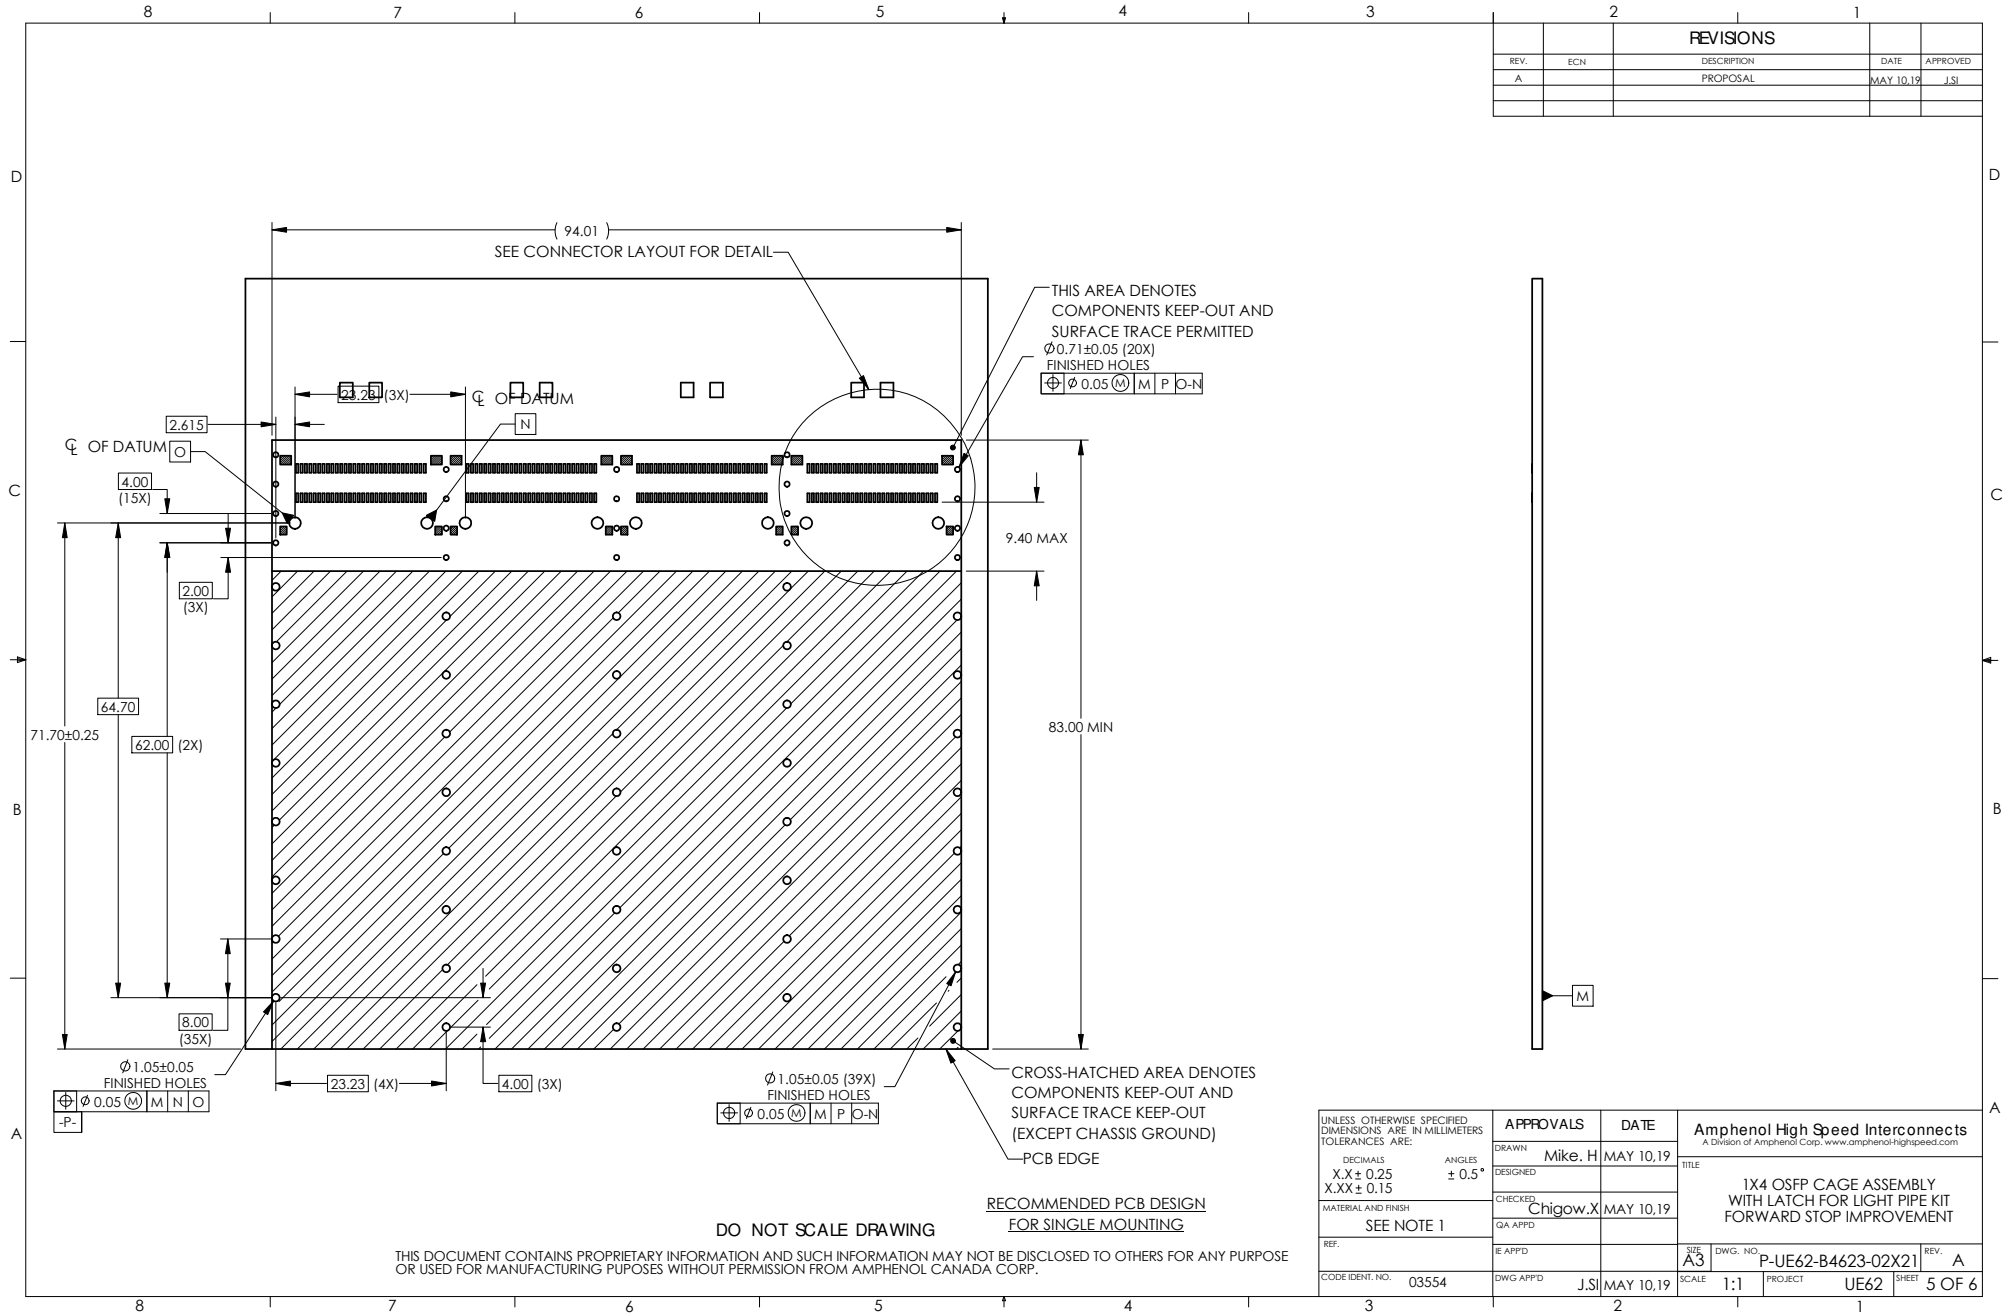 8 7 6 5 4 3 2 1
REVISIONS
REV. ECN DESCRIPTION DATE APPROVED
A PROPOSAL MAY 10,19 J.SI
D D
( 94.01 )
SEE CONNECTOR LAYOUT FOR DETAIL
THIS AREA DENOTES
COMPONENTS KEEP-OUT AND
SURFACE TRACE PERMITTED
Ø0.71±0.05 (20X)
FINISHED HOLES
⌖ Ø 0.05 Ⓜ M P O-N
23.23 (3X)
℄ OF DATUM
N
2.615
℄ OF DATUM O
4.00
(15X)
C C
9.40 MAX
2.00
(3X)
64.70
71.70±0.25
62.00 (2X)
83.00 MIN
B B
M
8.00
(35X)
Ø1.05±0.05
FINISHED HOLES
⌖ Ø 0.05 Ⓜ M N O
-P-
23.23 (4X)
4.00 (3X)
Ø1.05±0.05 (39X)
FINISHED HOLES
⌖ Ø 0.05 Ⓜ M P O-N
CROSS-HATCHED AREA DENOTES
COMPONENTS KEEP-OUT AND
SURFACE TRACE KEEP-OUT
(EXCEPT CHASSIS GROUND)
PCB EDGE
A A
RECOMMENDED PCB DESIGN
FOR SINGLE MOUNTING
DO NOT SCALE DRAWING
THIS DOCUMENT CONTAINS PROPRIETARY INFORMATION AND SUCH INFORMATION MAY NOT BE DISCLOSED TO OTHERS FOR ANY PURPOSE
OR USED FOR MANUFACTURING PUPOSES WITHOUT PERMISSION FROM AMPHENOL CANADA CORP.
UNLESS OTHERWISE SPECIFIED
DIMENSIONS ARE IN MILLIMETERS
TOLERANCES ARE:
DECIMALS ANGLES
X.X ± 0.25 ± 0.5°
X.XX ± 0.15
MATERIAL AND FINISH
SEE NOTE 1
REF.
CODE IDENT. NO. 03554
APPROVALS DATE
DRAWN Mike. H MAY 10,19
DESIGNED
CHECKED Chigow.X MAY 10,19
QA APPD
IE APP'D
DWG APP'D J.SI MAY 10,19
Amphenol High Speed Interconnects
A Division of Amphenol Corp. www.amphenol-highspeed.com
TITLE
1X4 OSFP CAGE ASSEMBLY
WITH LATCH FOR LIGHT PIPE KIT
FORWARD STOP IMPROVEMENT
SIZE A3 DWG. NO. P-UE62-B4623-02X21 REV. A
SCALE 1:1 PROJECT UE62 SHEET 5 OF 6
8 7 6 5 4 3 2 1